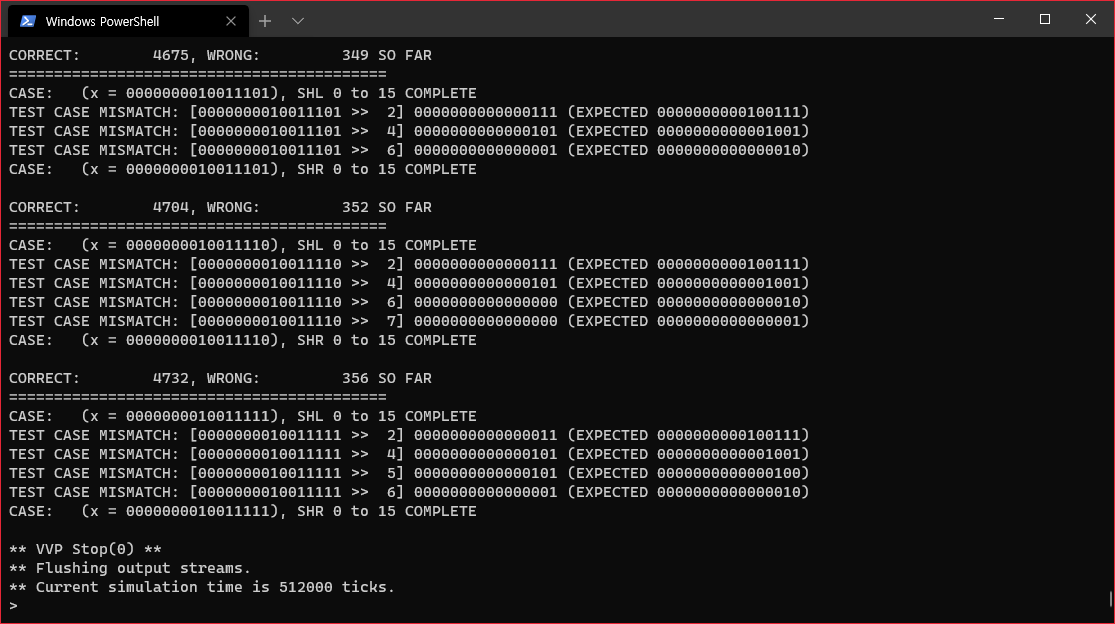 Windows PowerShell
CORRECT:        4675, WRONG:         349 SO FAR
==========================================
CASE:   (x = 0000000010011101), SHL 0 to 15 COMPLETE
TEST CASE MISMATCH: [0000000010011101 >>  2] 0000000000000111 (EXPECTED 0000000000100111)
TEST CASE MISMATCH: [0000000010011101 >>  4] 0000000000000101 (EXPECTED 0000000000001001)
TEST CASE MISMATCH: [0000000010011101 >>  6] 0000000000000001 (EXPECTED 0000000000000010)
CASE:   (x = 0000000010011101), SHR 0 to 15 COMPLETE
CORRECT:        4704, WRONG:         352 SO FAR
==========================================
CASE:   (x = 0000000010011110), SHL 0 to 15 COMPLETE
TEST CASE MISMATCH: [0000000010011110 >>  2] 0000000000000111 (EXPECTED 0000000000100111)
TEST CASE MISMATCH: [0000000010011110 >>  4] 0000000000000101 (EXPECTED 0000000000001001)
TEST CASE MISMATCH: [0000000010011110 >>  6] 0000000000000000 (EXPECTED 0000000000000010)
TEST CASE MISMATCH: [0000000010011110 >>  7] 0000000000000000 (EXPECTED 0000000000000001)
CASE:   (x = 0000000010011110), SHR 0 to 15 COMPLETE
CORRECT:        4732, WRONG:         356 SO FAR
==========================================
CASE:   (x = 0000000010011111), SHL 0 to 15 COMPLETE
TEST CASE MISMATCH: [0000000010011111 >>  2] 0000000000000011 (EXPECTED 0000000000100111)
TEST CASE MISMATCH: [0000000010011111 >>  4] 0000000000000101 (EXPECTED 0000000000001001)
TEST CASE MISMATCH: [0000000010011111 >>  5] 0000000000000101 (EXPECTED 0000000000000100)
TEST CASE MISMATCH: [0000000010011111 >>  6] 0000000000000001 (EXPECTED 0000000000000010)
CASE:   (x = 0000000010011111), SHR 0 to 15 COMPLETE
** VVP Stop(0) **
** Flushing output streams.
** Current simulation time is 512000 ticks.
>